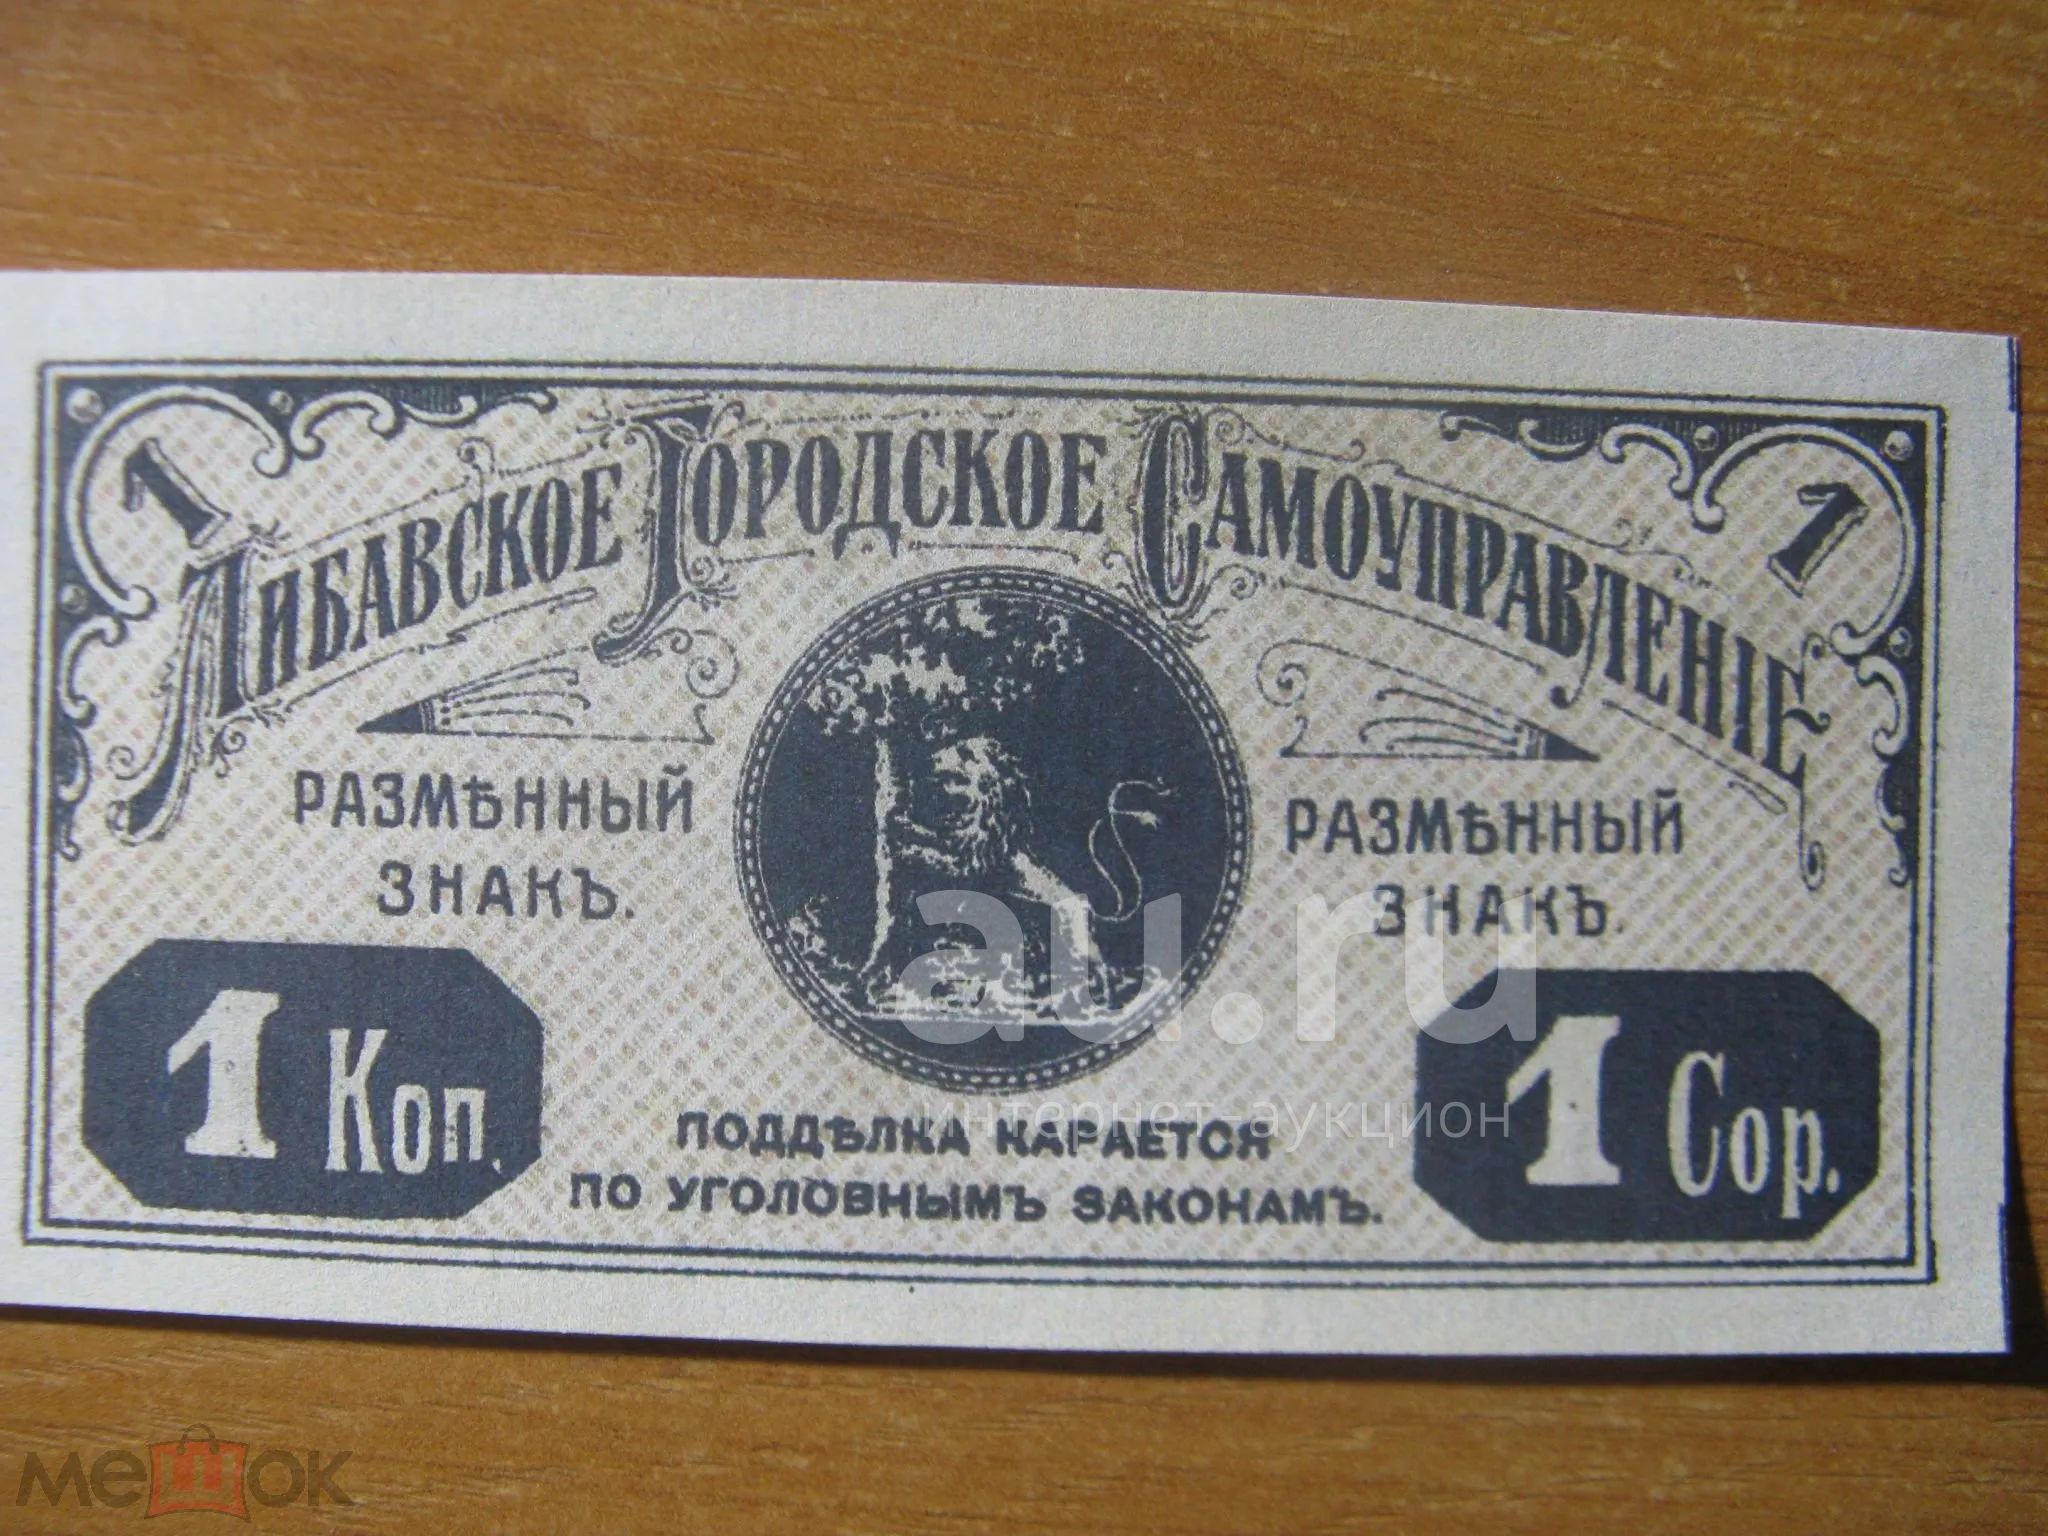 1 1
Либавское Городское Самоуправленіе
РАЗМѢННЫЙ
ЗНАКЪ.
РАЗМѢННЫЙ
ЗНАКЪ.
1 Коп.
1 Сор.
ПОДДѢЛКА КАРАЕТСЯ
ПО УГОЛОВНЫМЪ ЗАКОНАМЪ.
au.ru
интернет-аукцион
мешок